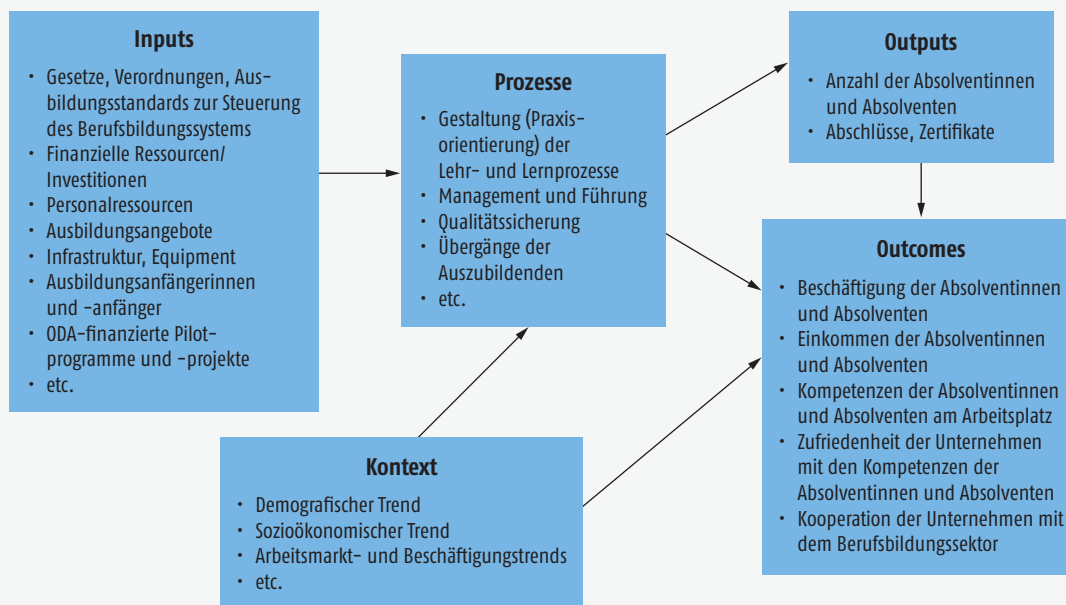 Inputs
· Gesetze, Verordnungen, Aus-
bildungsstandards zur Steuerung
des Berufsbildungssystems
· Finanzielle Ressourcen/
Investitionen
· Personalressourcen
· Ausbildungsangebote
· Infrastruktur, Equipment
· Ausbildungsanfängerinnen
und -anfänger
· ODA-finanzierte Pilot-
programme und -projekte
· etc.
Prozesse
· Gestaltung (Praxis-
orientierung) der
Lehr- und Lernprozesse
· Management und Führung
· Qualitätssicherung
· Übergänge der
Auszubildenden
· etc.
Outputs
· Anzahl der Absolventinnen
und Absolventen
· Abschlüsse, Zertifikate
Outcomes
· Beschäftigung der Absolventinnen
und Absolventen
· Einkommen der Absolventinnen
und Absolventen
· Kompetenzen der Absolventinnen
und Absolventen am Arbeitsplatz
· Zufriedenheit der Unternehmen
mit den Kompetenzen der
Absolventinnen und Absolventen
· Kooperation der Unternehmen mit
dem Berufsbildungssektor
Kontext
· Demografischer Trend
· Sozioökonomischer Trend
· Arbeitsmarkt- und Beschäftigungstrends
· etc.